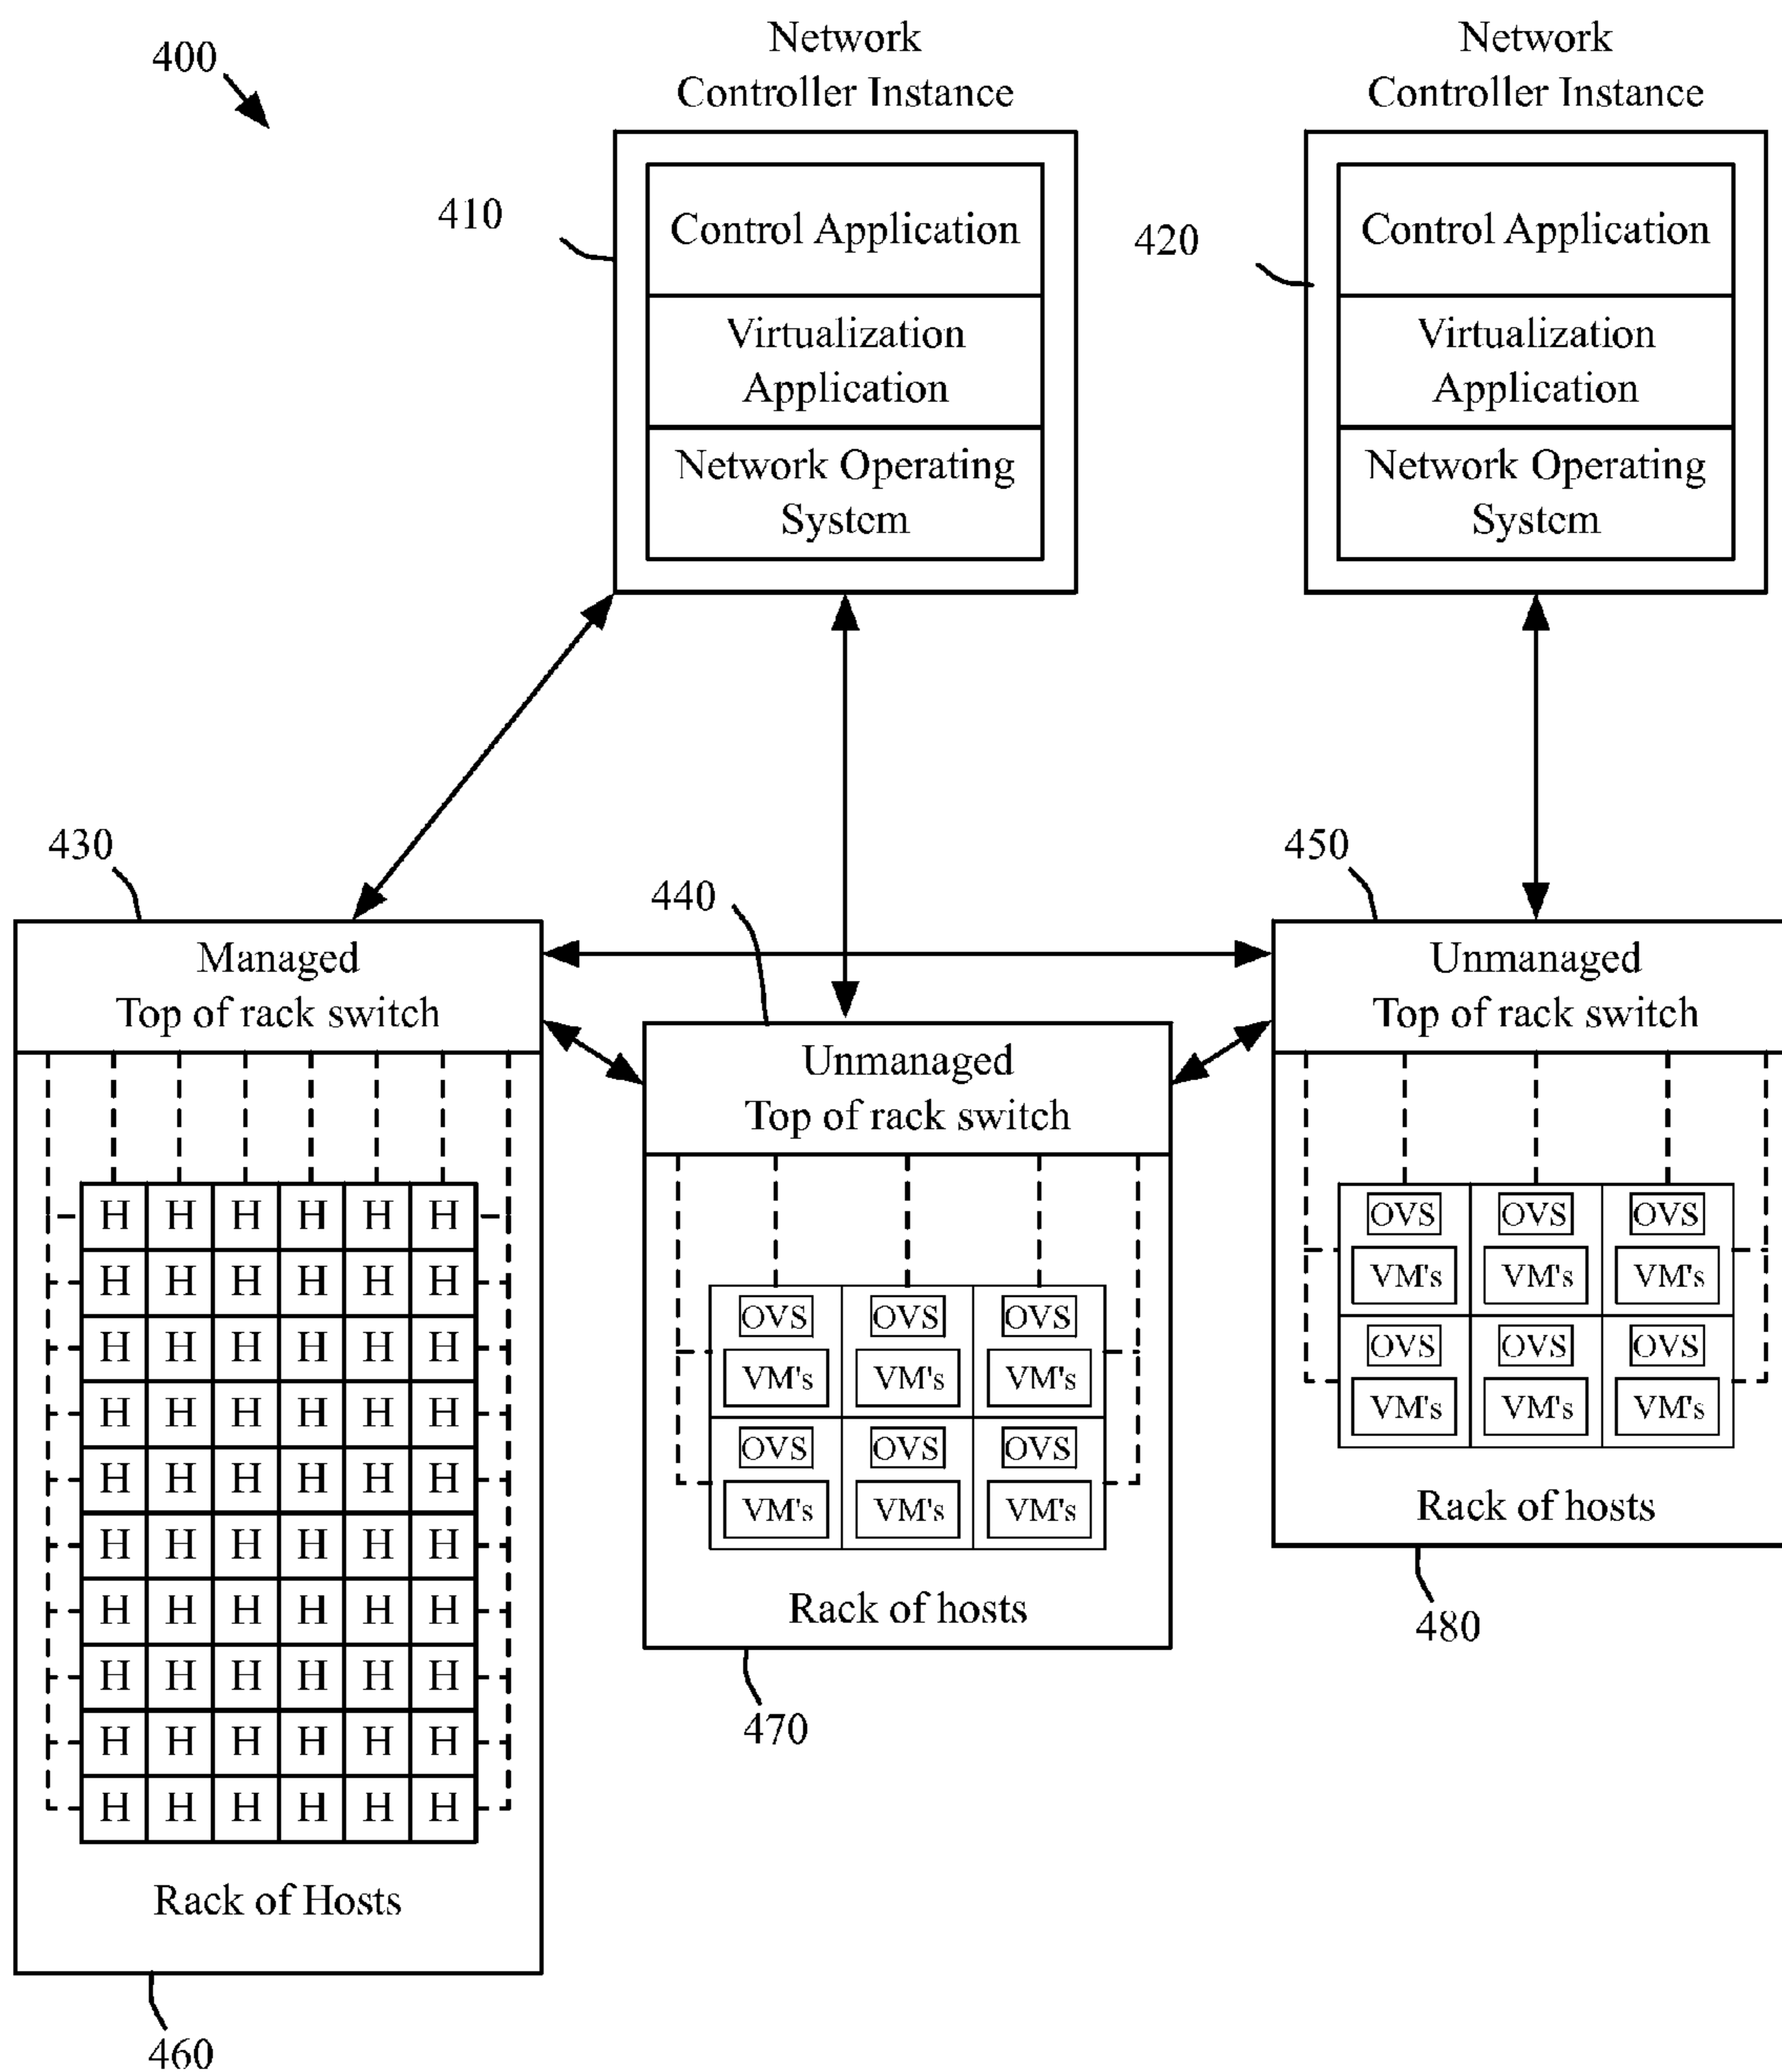 400
Network
Controller Instance
Network
Controller Instance
410
Control Application
Virtualization
Application
Network Operating
System
420
Control Application
Virtualization
Application
Network Operating
System
430
Managed
Top of rack switch
H H H H H H
H H H H H H
H H H H H H
H H H H H H
H H H H H H
H H H H H H
H H H H H H
H H H H H H
H H H H H H
H H H H H H
Rack of Hosts
460
440
Unmanaged
Top of rack switch
OVS OVS OVS
VM's VM's VM's
OVS OVS OVS
VM's VM's VM's
Rack of hosts
470
450
Unmanaged
Top of rack switch
OVS OVS OVS
VM's VM's VM's
OVS OVS OVS
VM's VM's VM's
Rack of hosts
480